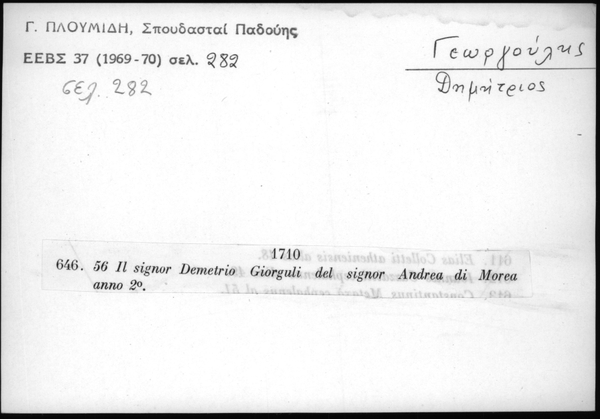 Γ. ΠΛΟΥΜΙΔΗ, Σπουδασταί Παδούης
ΕΕΒΣ 37 (1969-70) σελ. 282
σελ. 282
Γεωργούλης
Δημήτριος
1710
646. 56 Il signor Demetrio Giorguli del signor Andrea di Morea
anno 2º.